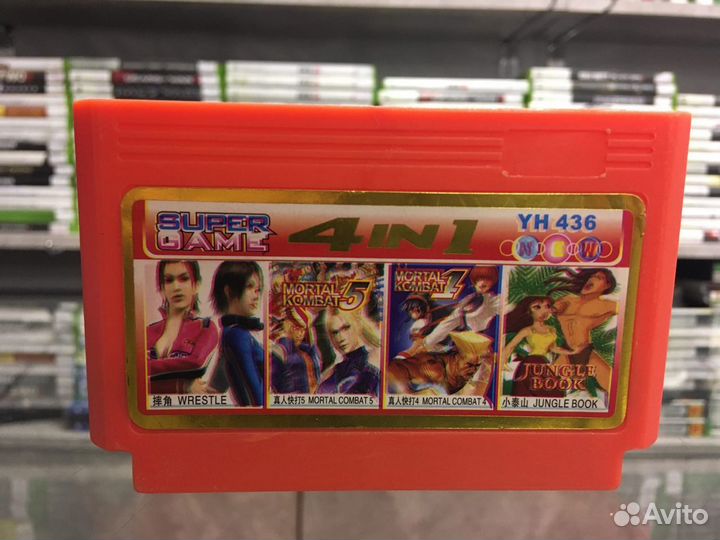 SUPER
GAME
4 IN 1
YH 436
N E W
MORTAL
KOMBAT 5
MORTAL
KOMBAT 4
JUNGLE
BOOK
摔角 WRESTLE
真人快打5 MORTAL COMBAT 5
真人快打4 MORTAL COMBAT 4
小泰山 JUNGLE BOOK
Avito